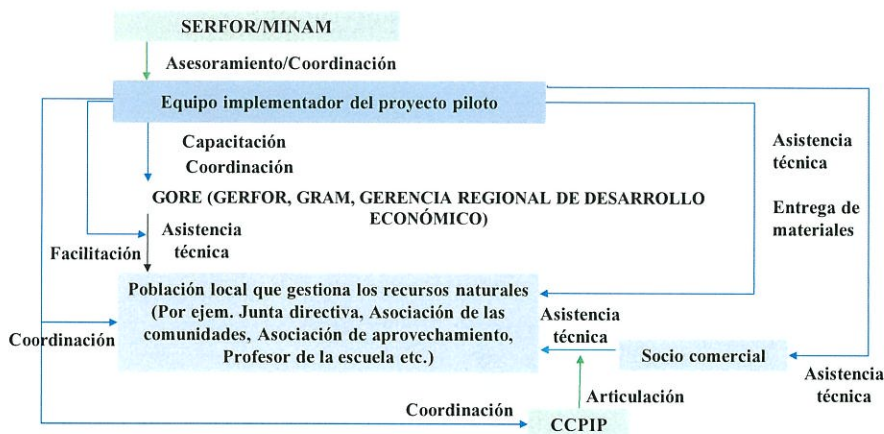 SERFOR/MINAM
Asesoramiento/Coordinación
Equipo implementador del proyecto piloto
Capacitación
Coordinación
Asistencia
técnica
Entrega de
materiales
GORE (GERFOR, GRAM, GERENCIA REGIONAL DE DESARROLLO
ECONÓMICO)
Asistencia
técnica
Facilitación
Población local que gestiona los recursos naturales
(Por ejem. Junta directiva, Asociación de las
comunidades, Asociación de aprovechamiento,
Profesor de la escuela etc.)
Coordinación
Asistencia
técnica
Socio comercial
Asistencia
técnica
Articulación
Coordinación
CCPIP